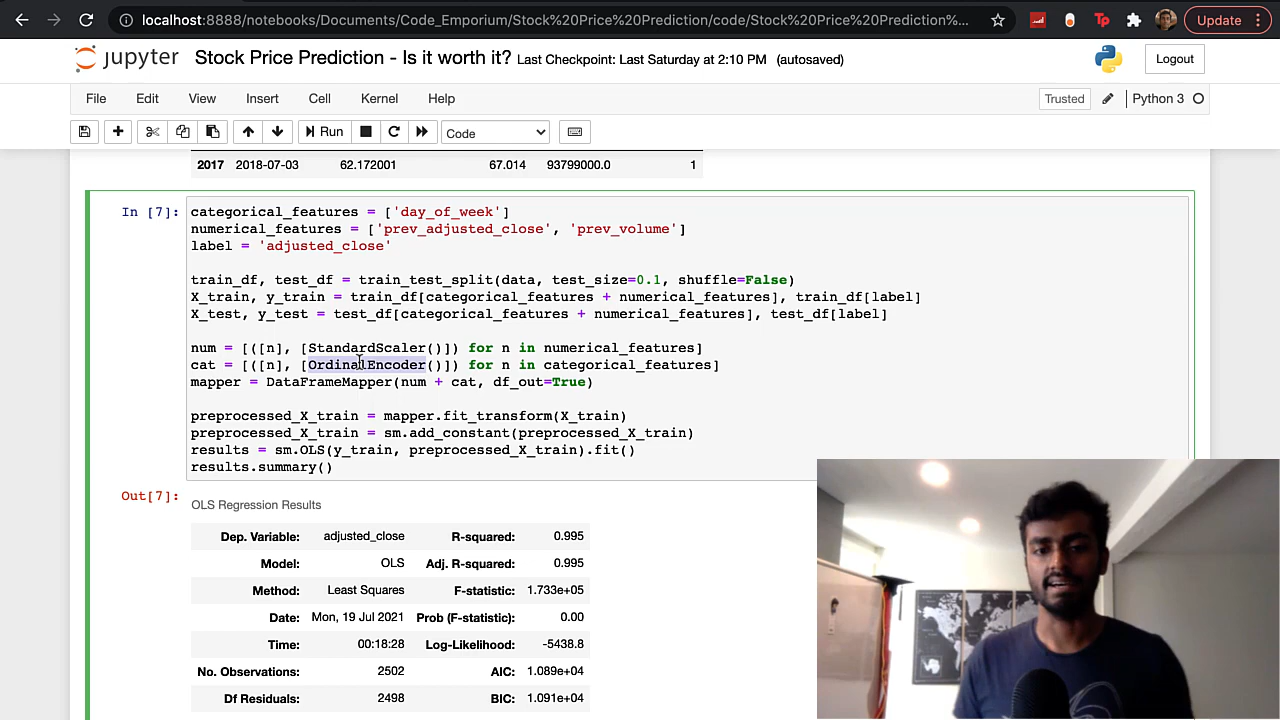 localhost:8888/notebooks/Documents/Code_Emporium/Stock%20Price%20Prediction/code/Stock%20Price%20Prediction%...
Tp
Update
jupyter Stock Price Prediction - Is it worth it? Last Checkpoint: Last Saturday at 2:10 PM (autosaved)
Logout
File Edit View Insert Cell Kernel Help
Trusted Python 3
Run Code
2017 2018-07-03 62.172001 67.014 93799000.0 1
In [7]:
categorical_features = ['day_of_week']
numerical_features = ['prev_adjusted_close', 'prev_volume']
label = 'adjusted_close'
train_df, test_df = train_test_split(data, test_size=0.1, shuffle=False)
X_train, y_train = train_df[categorical_features + numerical_features], train_df[label]
X_test, y_test = test_df[categorical_features + numerical_features], test_df[label]
num = [([n], [StandardScaler()]) for n in numerical_features]
cat = [([n], [OrdinalEncoder()]) for n in categorical_features]
mapper = DataFrameMapper(num + cat, df_out=True)
preprocessed_X_train = mapper.fit_transform(X_train)
preprocessed_X_train = sm.add_constant(preprocessed_X_train)
results = sm.OLS(y_train, preprocessed_X_train).fit()
results.summary()
Out[7]:
OLS Regression Results
Dep. Variable: adjusted_close R-squared: 0.995
Model: OLS Adj. R-squared: 0.995
Method: Least Squares F-statistic: 1.733e+05
Date: Mon, 19 Jul 2021 Prob (F-statistic): 0.00
Time: 00:18:28 Log-Likelihood: -5438.8
No. Observations: 2502 AIC: 1.089e+04
Df Residuals: 2498 BIC: 1.091e+04